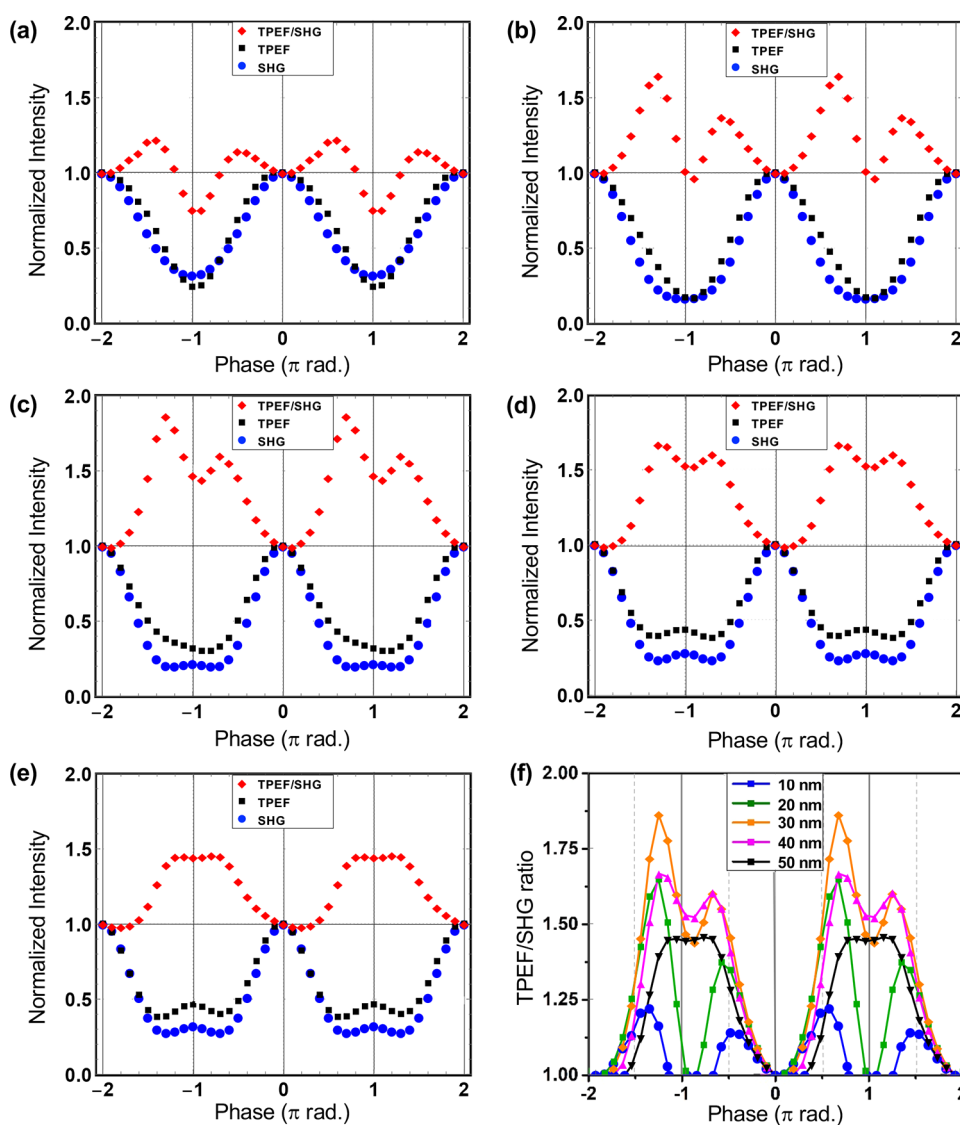 (a)
TPEF/SHG
TPEF
SHG
Normalized Intensity
2.0
1.5
1.0
0.5
0.0
−2 −1 0 1 2
Phase (π rad.)
(b)
TPEF/SHG
TPEF
SHG
Normalized Intensity
2.0
1.5
1.0
0.5
0.0
−2 −1 0 1 2
Phase (π rad.)
(c)
TPEF/SHG
TPEF
SHG
Normalized Intensity
2.0
1.5
1.0
0.5
0.0
−2 −1 0 1 2
Phase (π rad.)
(d)
TPEF/SHG
TPEF
SHG
Normalized Intensity
2.0
1.5
1.0
0.5
0.0
−2 −1 0 1 2
Phase (π rad.)
(e)
TPEF/SHG
TPEF
SHG
Normalized Intensity
2.0
1.5
1.0
0.5
0.0
−2 −1 0 1 2
Phase (π rad.)
(f)
10 nm
20 nm
30 nm
40 nm
50 nm
TPEF/SHG ratio
2.00
1.75
1.50
1.25
1.00
-2 -1 0 1 2
Phase (π rad.)